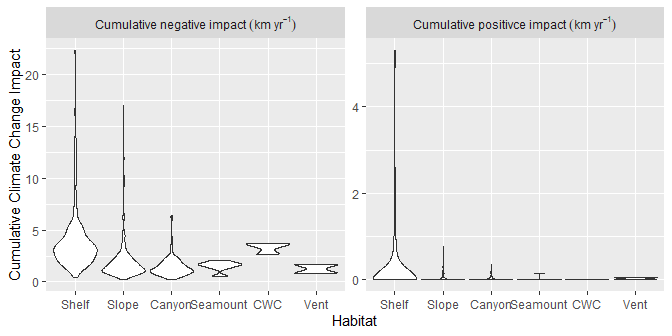 Cumulative negative impact (km yr⁻¹)
Cumulative positivce impact (km yr⁻¹)
Cumulative Climate Change Impact
20
15
10
5
0
4
2
0
Shelf Slope Canyon Seamount CWC Vent
Shelf Slope Canyon Seamount CWC Vent
Habitat